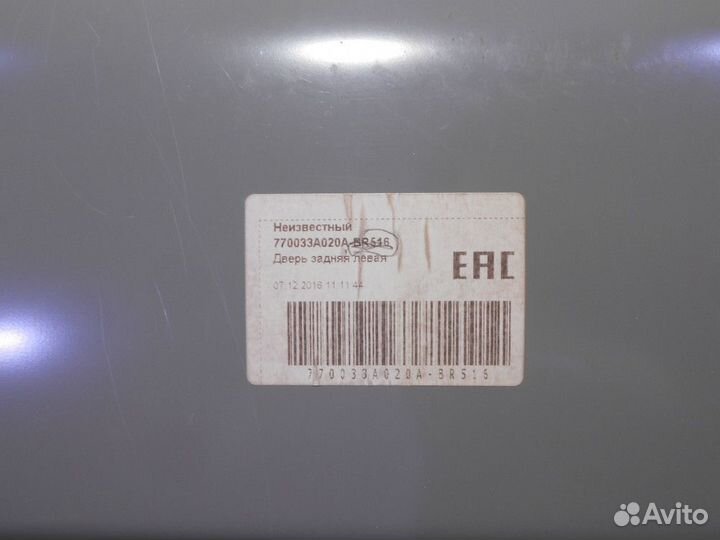 Неизвестный
770033A020A-BR516
Дверь задняя левая
07.12.2016 11:11:44
EAC
770033A020A-BR516
Avito